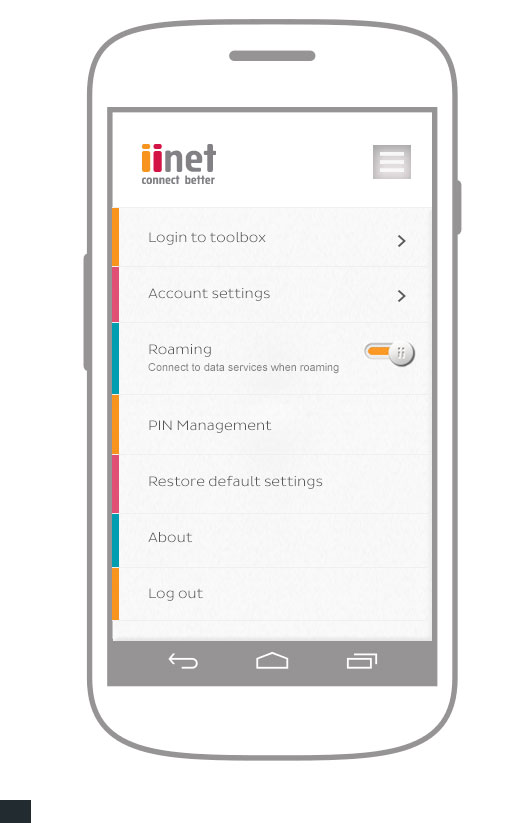 iinet
connect better
Login to toolbox
Account settings
Roaming
ii
Connect to data services when roaming
PIN Management
Restore default settings
About
Log out